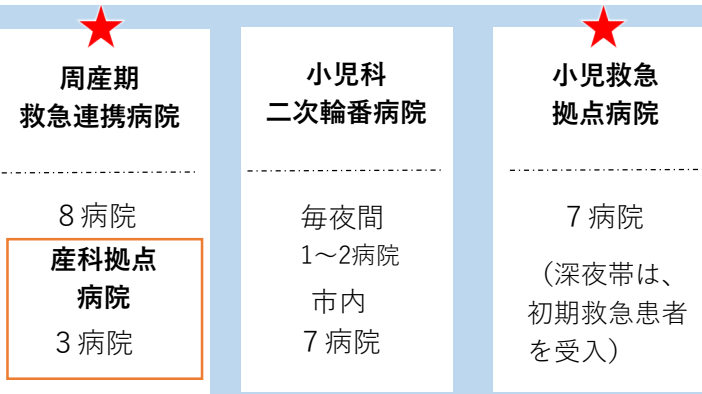 周産期
救急連携病院
8病院
産科拠点
病院
3病院
小児科
二次輪番病院
毎夜間
1～2病院
市内
7病院
小児救急
拠点病院
7病院
（深夜帯は、
初期救急患者
を受入）